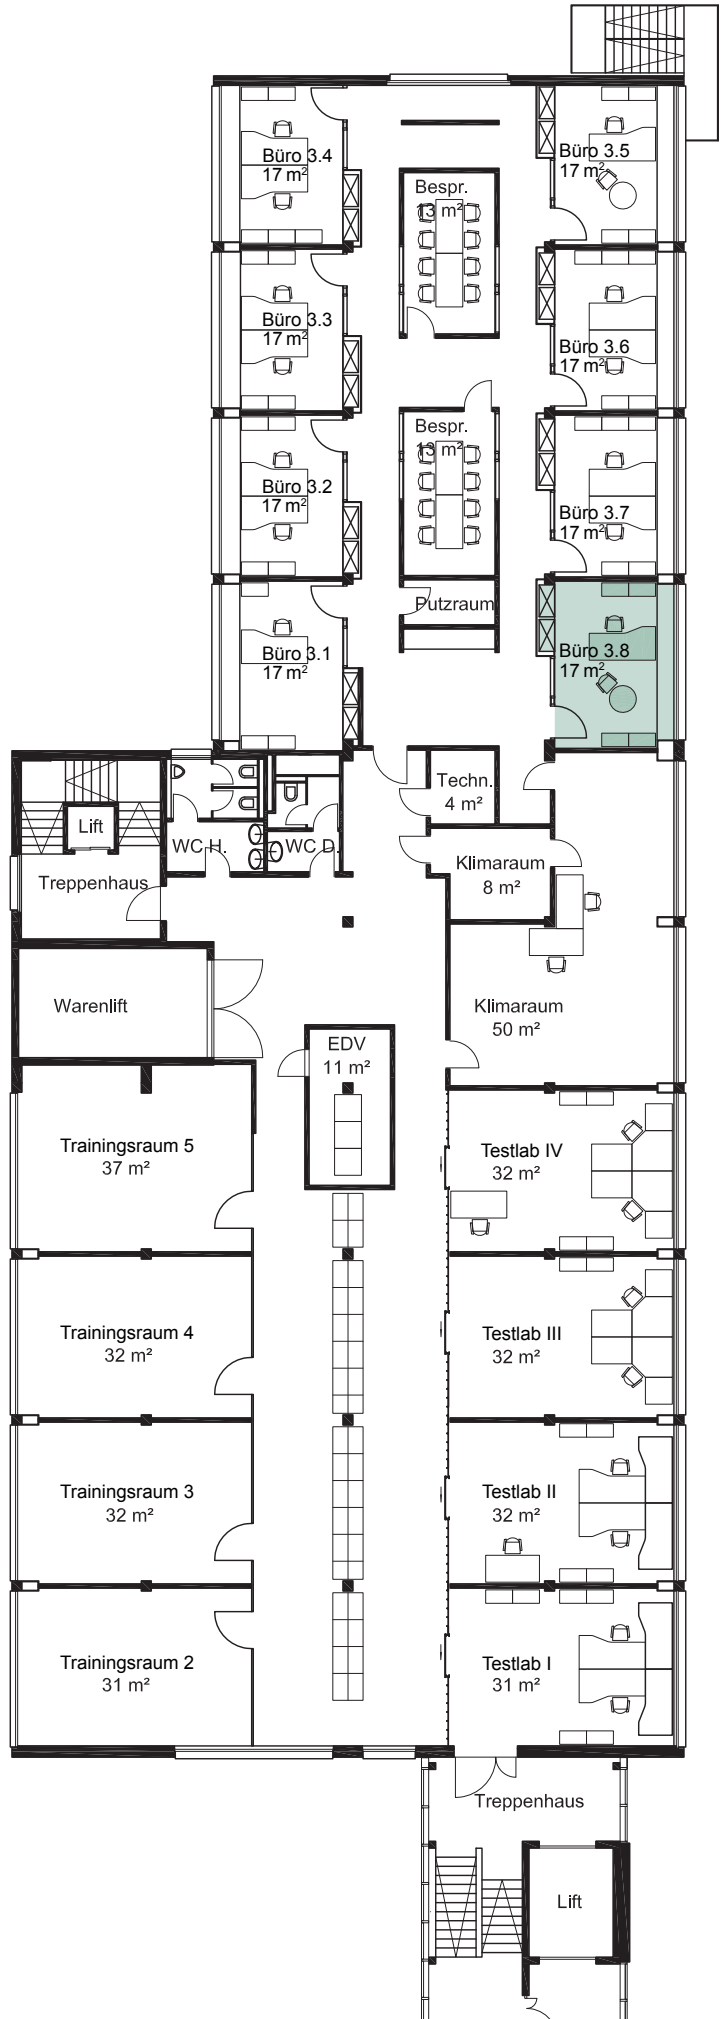 Büro 3.4
17 m²
Bespr.
13 m²
Büro 3.5
17 m²
Büro 3.3
17 m²
Büro 3.6
17 m²
Büro 3.2
17 m²
Bespr.
13 m²
Büro 3.7
17 m²
Putzraum
Büro 3.1
17 m²
Büro 3.8
17 m²
Techn.
4 m²
Lift
WC H.
WC D.
Treppenhaus
Klimaraum
8 m²
Warenlift
Klimaraum
50 m²
EDV
11 m²
Trainingsraum 5
37 m²
Testlab IV
32 m²
Trainingsraum 4
32 m²
Testlab III
32 m²
Trainingsraum 3
32 m²
Testlab II
32 m²
Trainingsraum 2
31 m²
Testlab I
31 m²
Treppenhaus
Lift